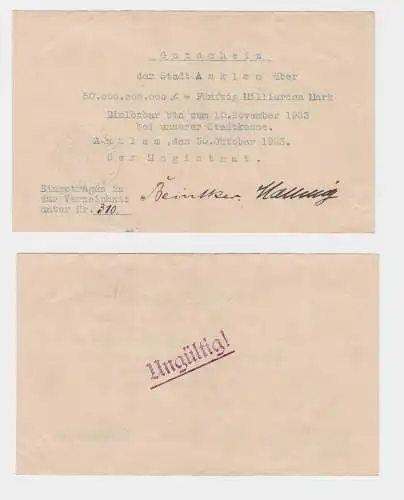 Gutschein
der Stadt Anklam über
50.000.000.000 M = Fünfzig Milliarden Mark
Einlösbar bis zum 10.November 1923
bei unserer Stadtkasse.
Anklam, den 30.Oktober 1923.
Der Magistrat.
Eingetragen in
das Verzeichnis
unter Nr. 310.
Ungültig!